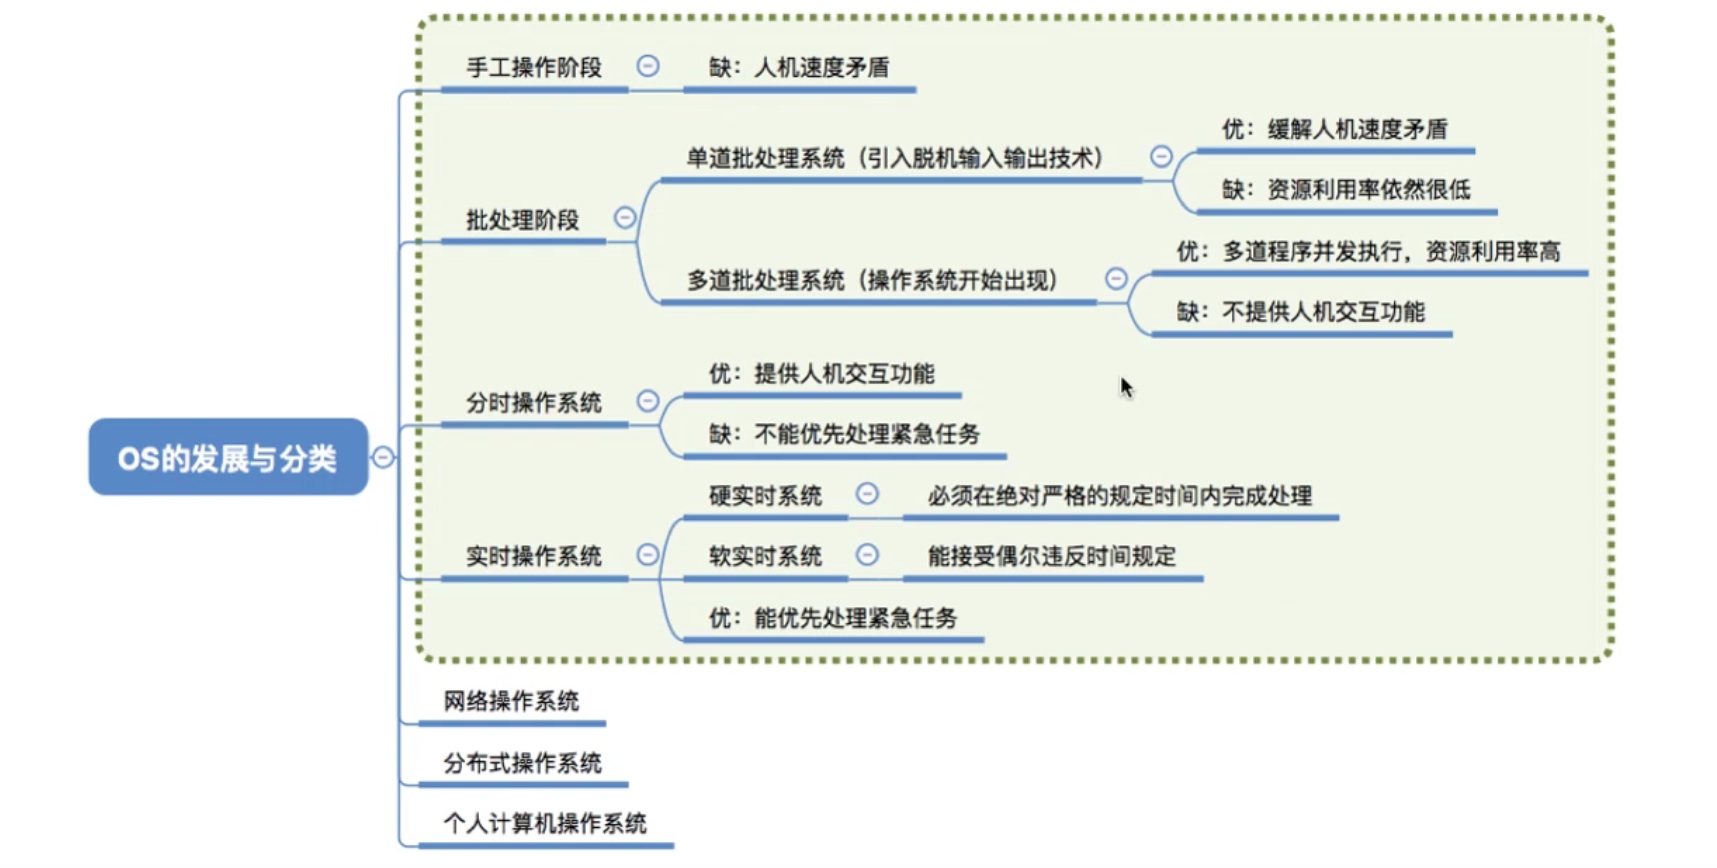 手工操作阶段
缺：人机速度矛盾
批处理阶段
单道批处理系统（引入脱机输入输出技术）
优：缓解人机速度矛盾
缺：资源利用率依然很低
多道批处理系统（操作系统开始出现）
优：多道程序并发执行，资源利用率高
缺：不提供人机交互功能
OS的发展与分类
分时操作系统
优：提供人机交互功能
缺：不能优先处理紧急任务
实时操作系统
硬实时系统
必须在绝对严格的规定时间内完成处理
软实时系统
能接受偶尔违反时间规定
优：能优先处理紧急任务
网络操作系统
分布式操作系统
个人计算机操作系统